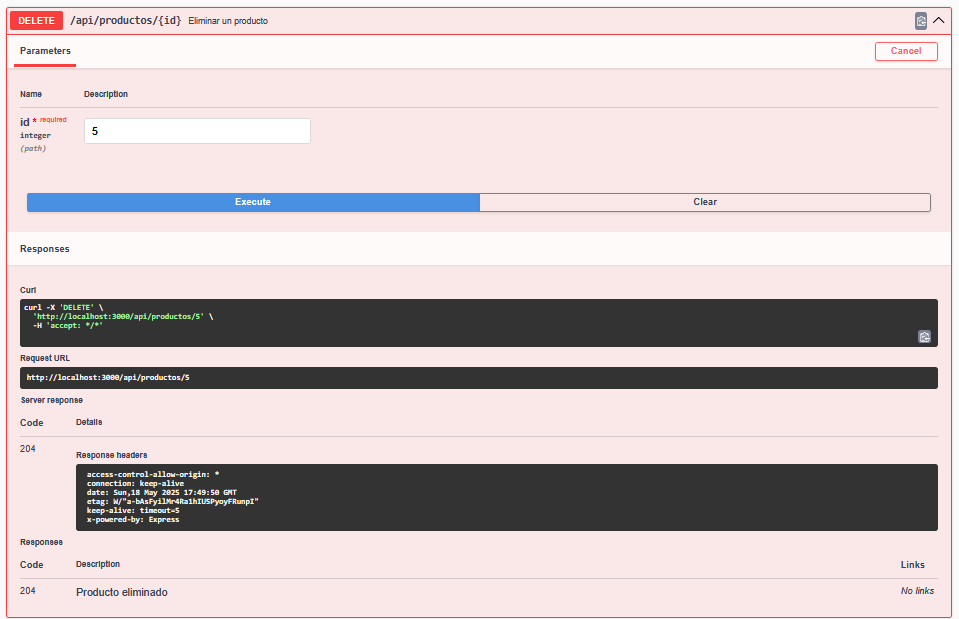 DELETE /api/productos/{id} Eliminar un producto
Parameters Cancel
Name Description
id * required
integer
(path)
5
Execute Clear
Responses
Curl
curl -X 'DELETE' \
'http://localhost:3000/api/productos/5' \
-H 'accept: */*'
Request URL
http://localhost:3000/api/productos/5
Server response
Code Details
204
Response headers
access-control-allow-origin: *
connection: keep-alive
date: Sun,18 May 2025 17:49:50 GMT
keep-alive: timeout=5
x-powered-by: Express
Responses
Code Description Links
204 Producto eliminado No links